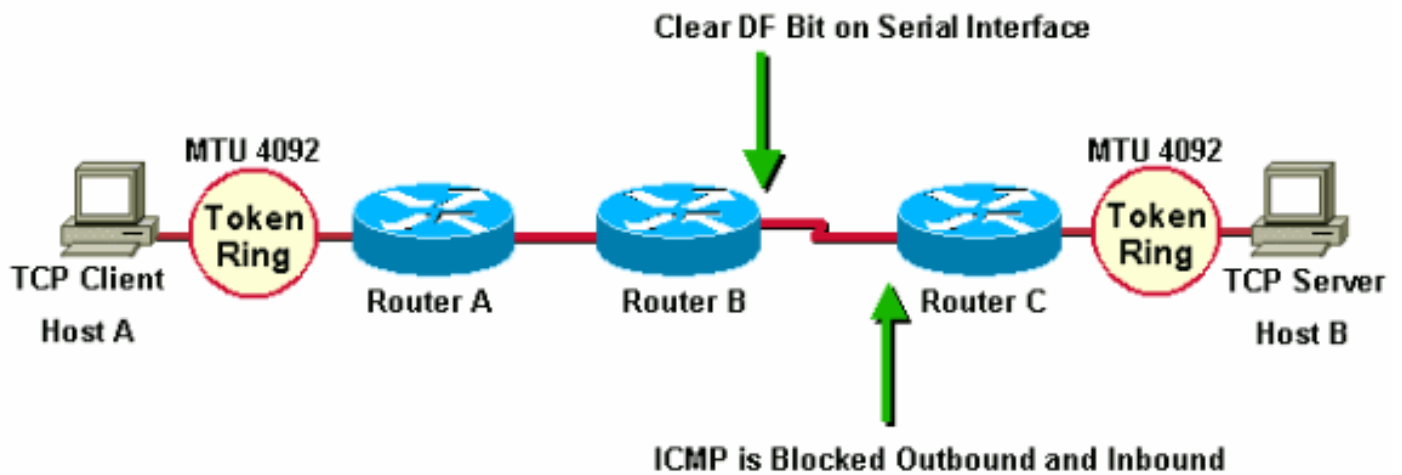 Clear DF Bit on Serial Interface
MTU 4092
MTU 4092
Token
Ring
Token
Ring
TCP Client
Router A
Router B
Router C
TCP Server
Host A
Host B
ICMP is Blocked Outbound and Inbound